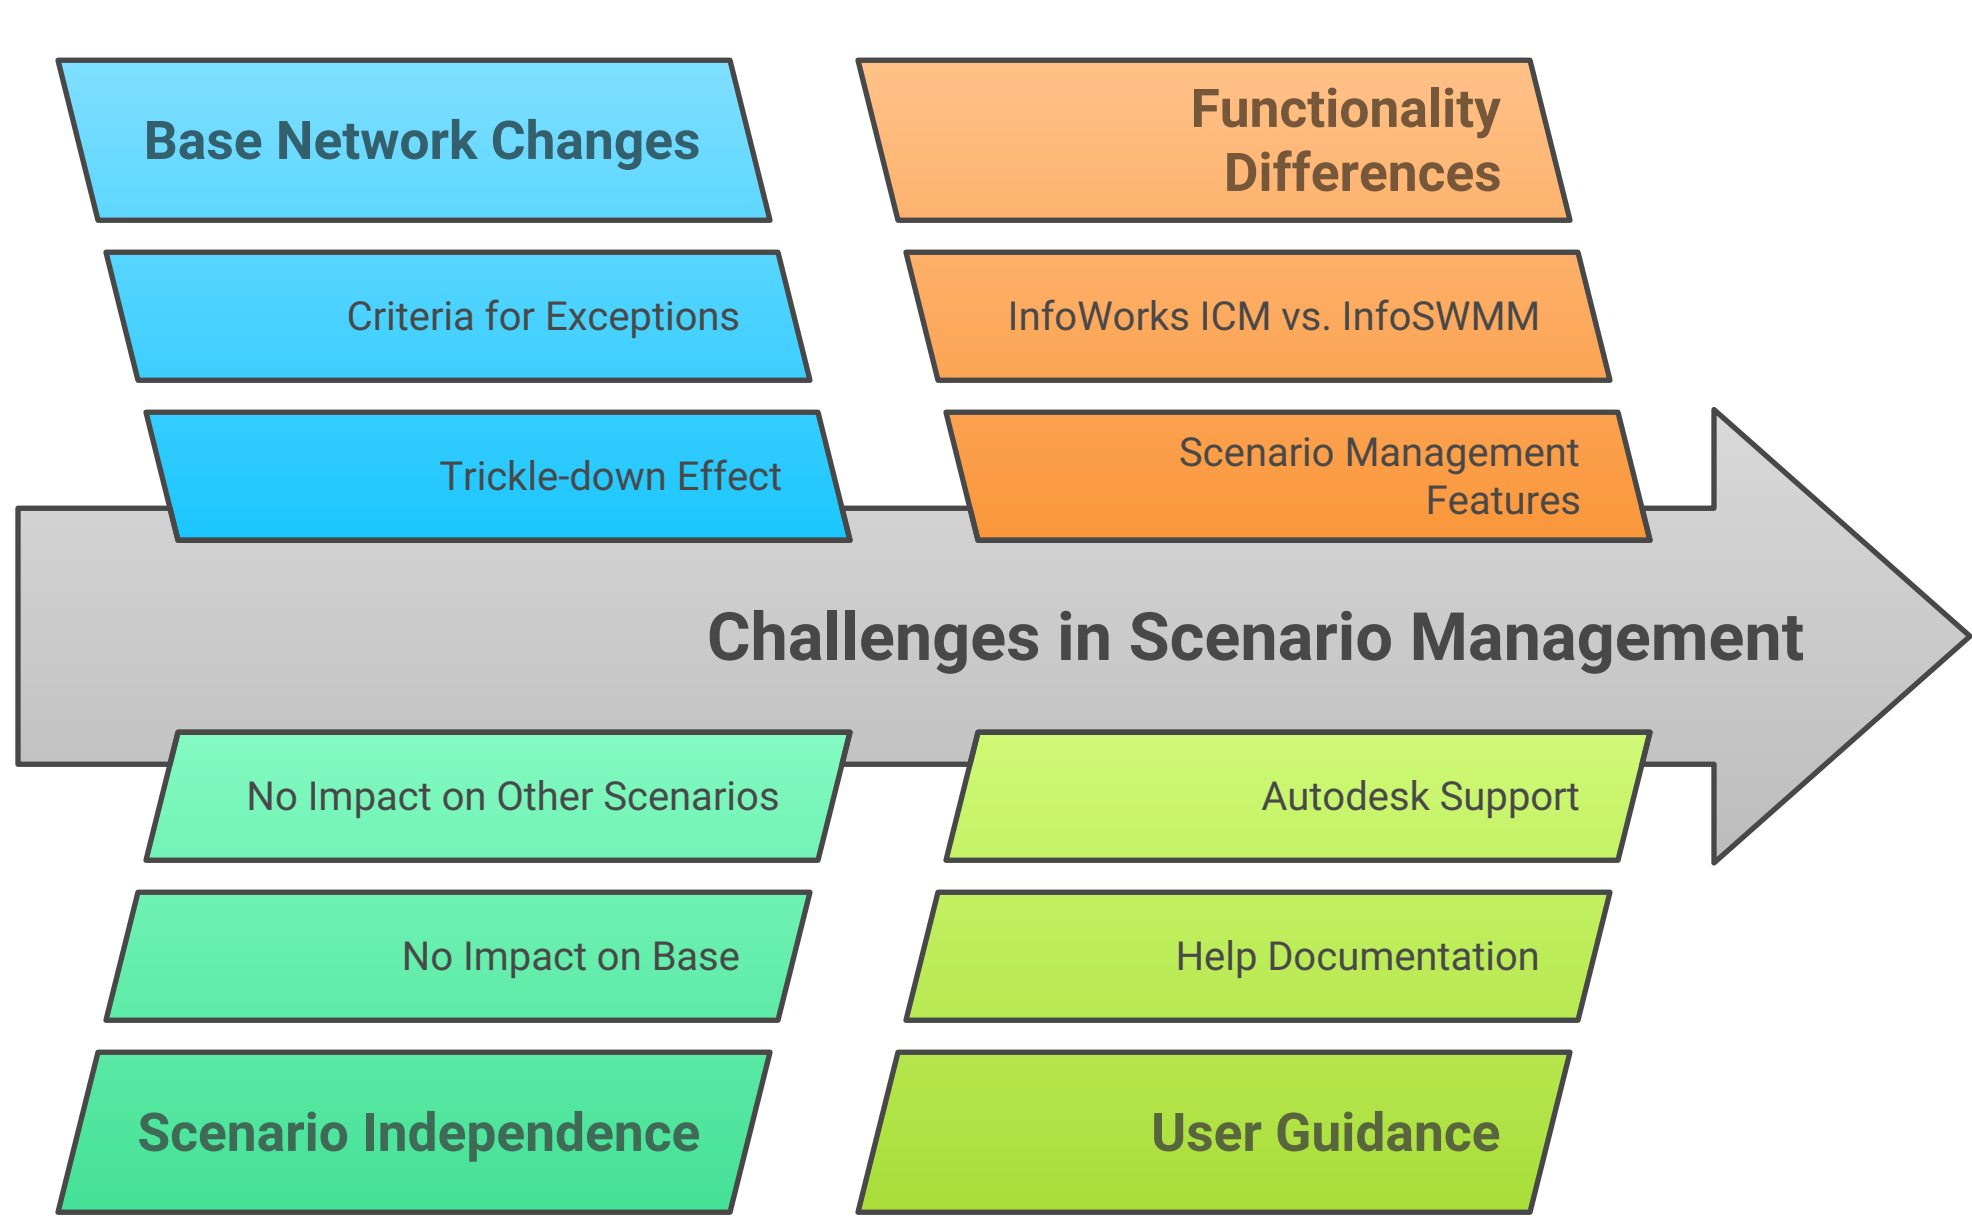 Base Network Changes
Criteria for Exceptions
Trickle-down Effect
Functionality
Differences
InfoWorks ICM vs. InfoSWMM
Scenario Management
Features
Challenges in Scenario Management
No Impact on Other Scenarios
No Impact on Base
Scenario Independence
Autodesk Support
Help Documentation
User Guidance